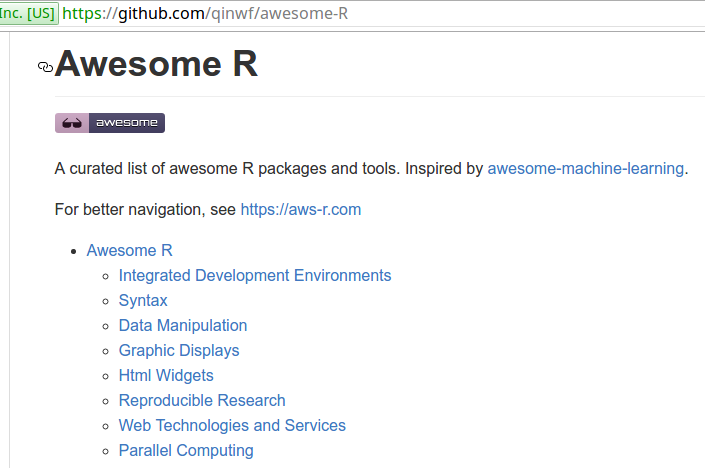 Inc. [US] https://github.com/qinwf/awesome-R
Awesome R
awesome
A curated list of awesome R packages and tools. Inspired by awesome-machine-learning.
For better navigation, see https://aws-r.com
Awesome R
Integrated Development Environments
Syntax
Data Manipulation
Graphic Displays
Html Widgets
Reproducible Research
Web Technologies and Services
Parallel Computing